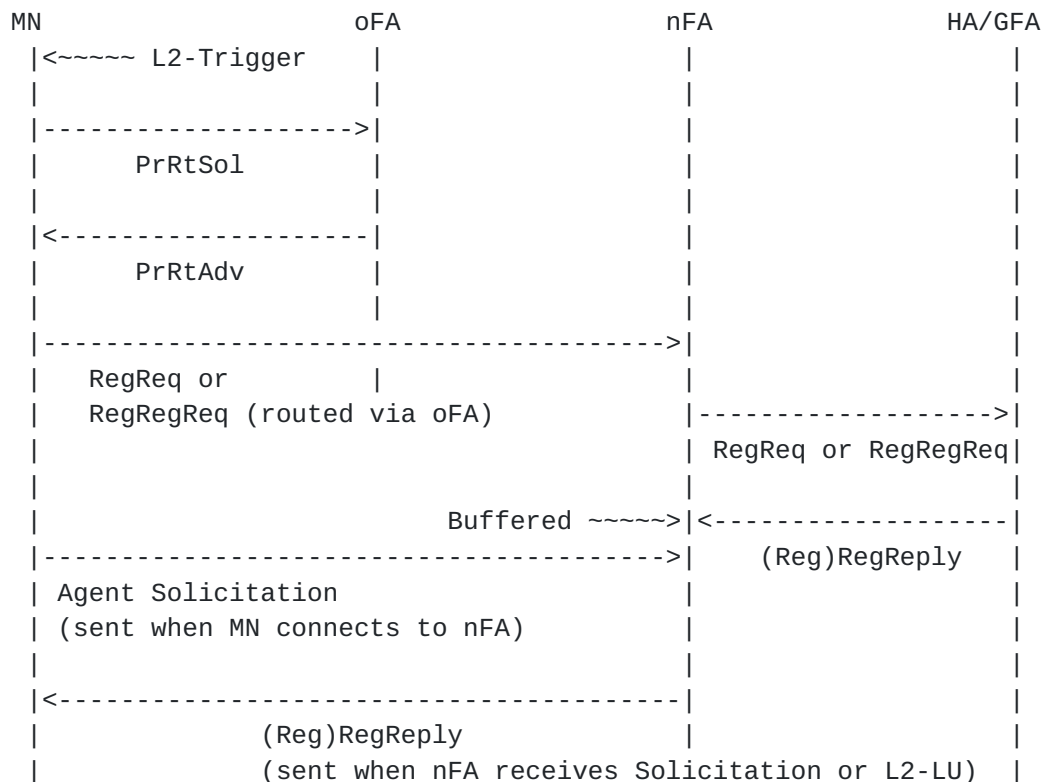 MN                    oFA                 nFA               HA/GFA
 |<~~~~~ L2-Trigger    |                   |                    |
 |                     |                   |                    |
 |-------------------->|                   |                    |
 |      PrRtSol        |                   |                    |
 |                     |                   |                    |
 |<--------------------|                   |                    |
 |      PrRtAdv        |                   |                    |
 |                     |                   |                    |
 |---------------------------------------->|                    |
 |   RegReq or         |                   |                    |
 |   RegRegReq (routed via oFA)            |------------------->|
 |                                         | RegReq or RegRegReq|
 |                                         |                    |
 |                          Buffered ~~~~~>|<-------------------|
 |---------------------------------------->|    (Reg)RegReply   |
 | Agent Solicitation                      |                    |
 | (sent when MN connects to nFA)          |                    |
 |                                         |                    |
 |<----------------------------------------|                    |
 |              (Reg)RegReply              |                    |
 |              (sent when nFA receives Solicitation or L2-LU)  |